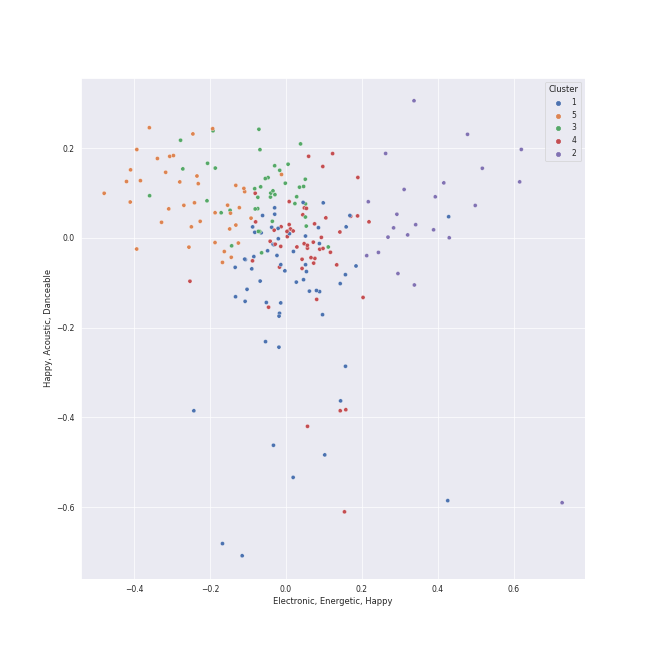 Cluster
1
5
3
4
2
0.2
0.0
−0.2
−0.4
−0.6
Happy, Acoustic, Danceable
−0.4 −0.2 0.0 0.2 0.4 0.6
Electronic, Energetic, Happy